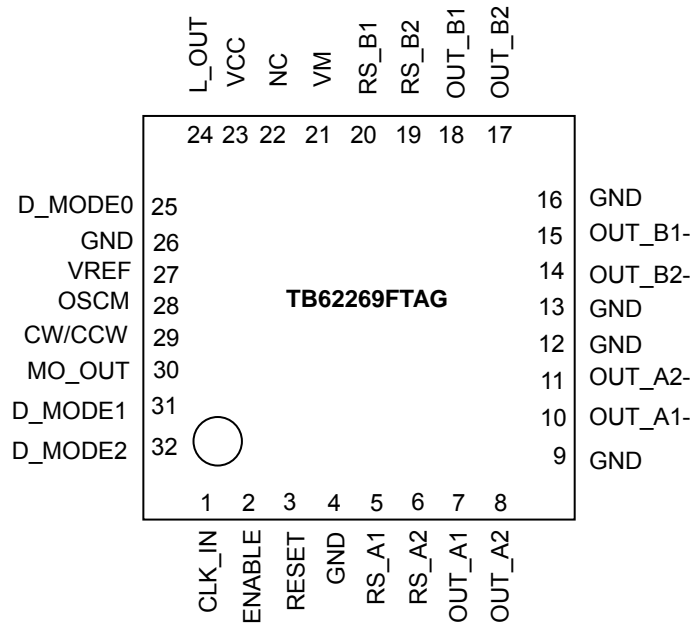 L_OUT
VCC
NC
VM
RS_B1
RS_B2
OUT_B1
OUT_B2
24 23 22 21 20 19 18 17
D_MODE0 25
GND 26
VREF 27
OSCM 28
CW/CCW 29
MO_OUT 30
D_MODE1 31
D_MODE2 32
TB62269FTAG
16 GND
15 OUT_B1-
14 OUT_B2-
13 GND
12 GND
11 OUT_A2-
10 OUT_A1-
9 GND
1 2 3 4 5 6 7 8
CLK_IN
ENABLE
RESET
GND
RS_A1
RS_A2
OUT_A1
OUT_A2